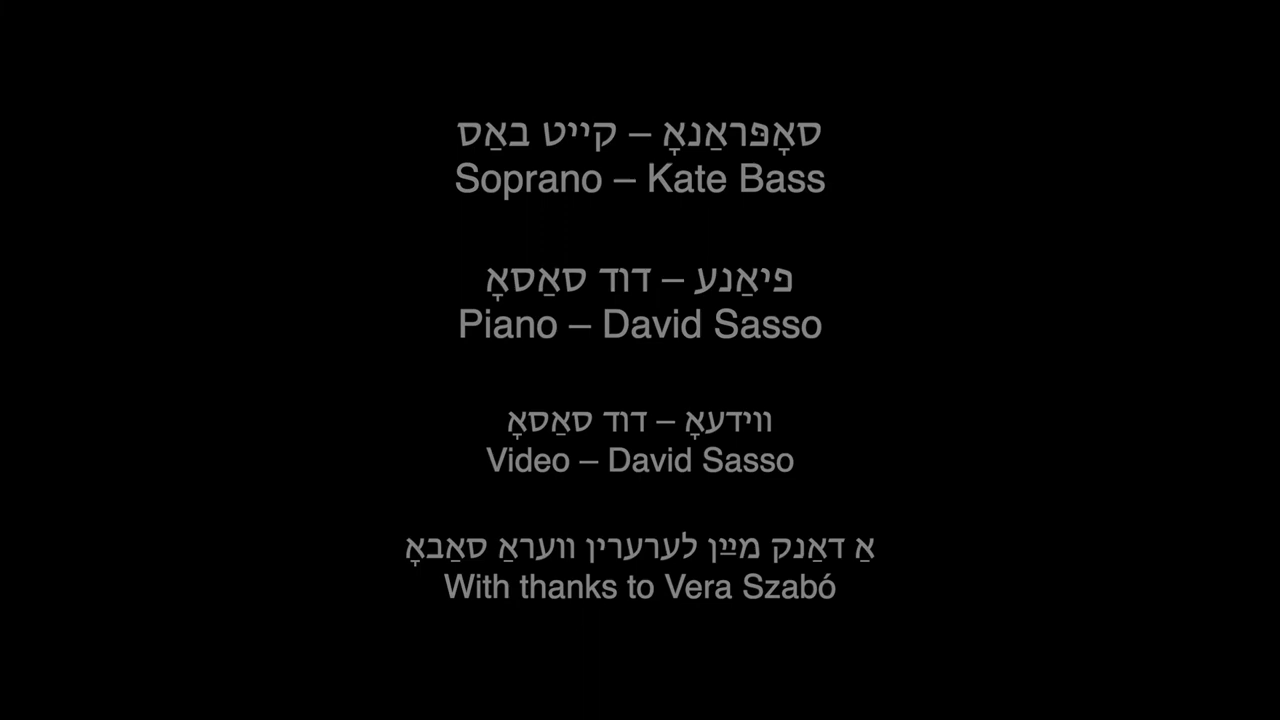 סאָפּראַנאָ – קייט באַס
Soprano – Kate Bass
פּיאַנע – דוד סאַסאָ
Piano – David Sasso
ווידעאָ – דוד סאַסאָ
Video – David Sasso
אַ דאַנק מײַן לערערין וועראַ סאַבאָ
With thanks to Vera Szabó